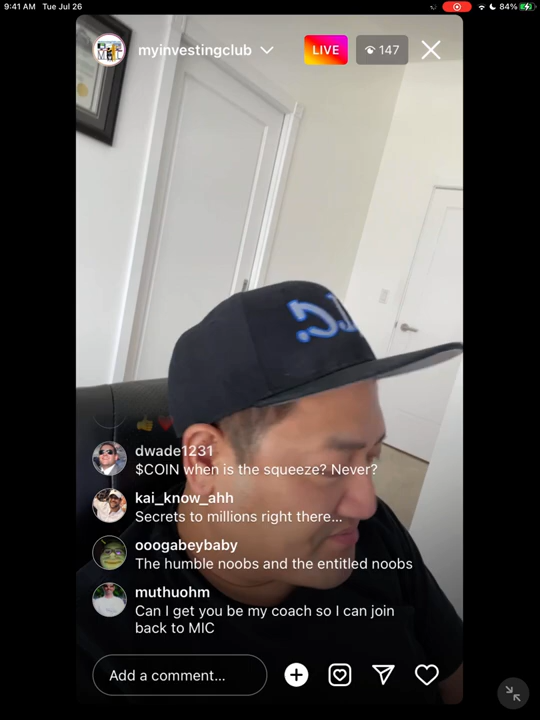 9:41 AM Tue Jul 26
84%
myinvestingclub
LIVE
147
dwade1231
$COIN when is the squeeze? Never?
kai_know_ahh
Secrets to millions right there...
ooogabeybaby
The humble noobs and the entitled noobs
muthuohm
Can I get you be my coach so I can join
back to MIC
Add a comment...